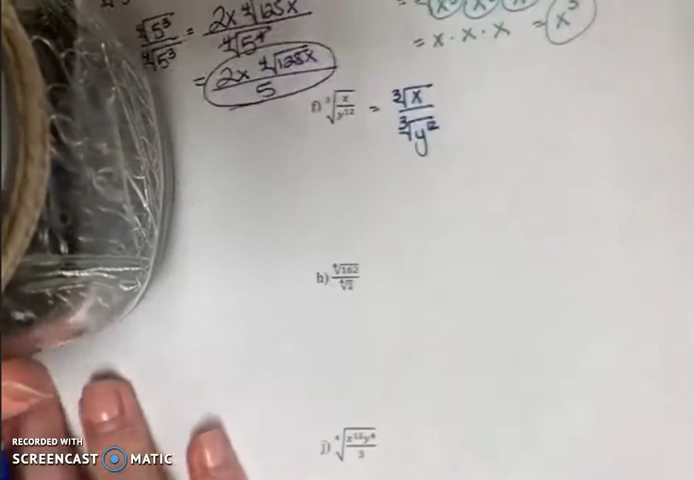 ⁴√5³ / ⁴√5³ = 2x ⁴√125x / ⁴√5⁴
= 2x ⁴√125x / 5
= x · x · x = x³
f) ³√(x/y¹²) = ³√x / ³√y¹²
h) ⁴√162 / ⁴√2
j) ⁴√(x¹²y⁴/3)
RECORDED WITH
SCREENCAST MATIC